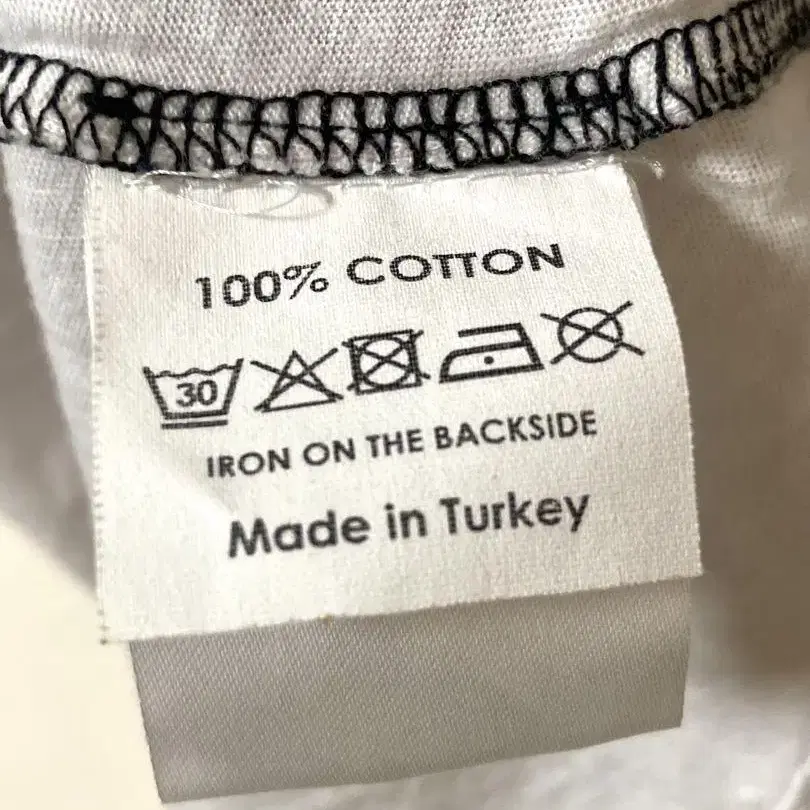 100% COTTON
30
IRON ON THE BACKSIDE
Made in Turkey